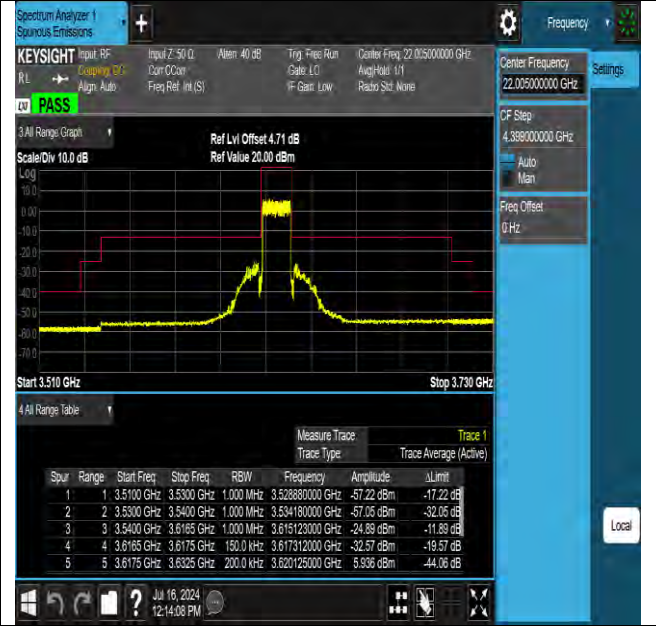 Spectrum Analyzer 1
Spurious Emissions
+
Frequency
KEYSIGHT Input: RF Input Z: 50 Ω Atten: 40 dB Trig: Free Run Center Freq: 22.005000000 GHz
RL Coupling: DC Corr CCorr Gate: LO Avg|Hold: 1/1
Align: Auto Freq Ref: Int (S) IF Gain: Low Radio Std: None
LXI PASS
3 All Range Graph
Ref Lvl Offset 4.71 dB
Scale/Div 10.0 dB Ref Value 20.00 dBm
Log
10.0
0.00
-10.0
-20.0
-30.0
-40.0
-50.0
-60.0
-70.0
Start 3.510 GHz Stop 3.730 GHz
4 All Range Table
Measure Trace Trace 1
Trace Type Trace Average (Active)
Spur Range Start Freq Stop Freq RBW Frequency Amplitude ΔLimit
1 1 3.5100 GHz 3.5300 GHz 1.000 MHz 3.528880000 GHz -57.22 dBm -17.22 dB
2 2 3.5300 GHz 3.5400 GHz 1.000 MHz 3.534180000 GHz -57.05 dBm -32.05 dB
3 3 3.5400 GHz 3.6165 GHz 1.000 MHz 3.615123000 GHz -24.89 dBm -11.89 dB
4 4 3.6165 GHz 3.6175 GHz 150.0 kHz 3.617312000 GHz -32.57 dBm -19.57 dB
5 5 3.6175 GHz 3.6325 GHz 200.0 kHz 3.620125000 GHz 5.936 dBm -44.06 dB
Center Frequency
22.005000000 GHz
Settings
CF Step
4.399000000 GHz
Auto
Man
Freq Offset
0 Hz
Local
?
Jul 16, 2024
12:14:08 PM